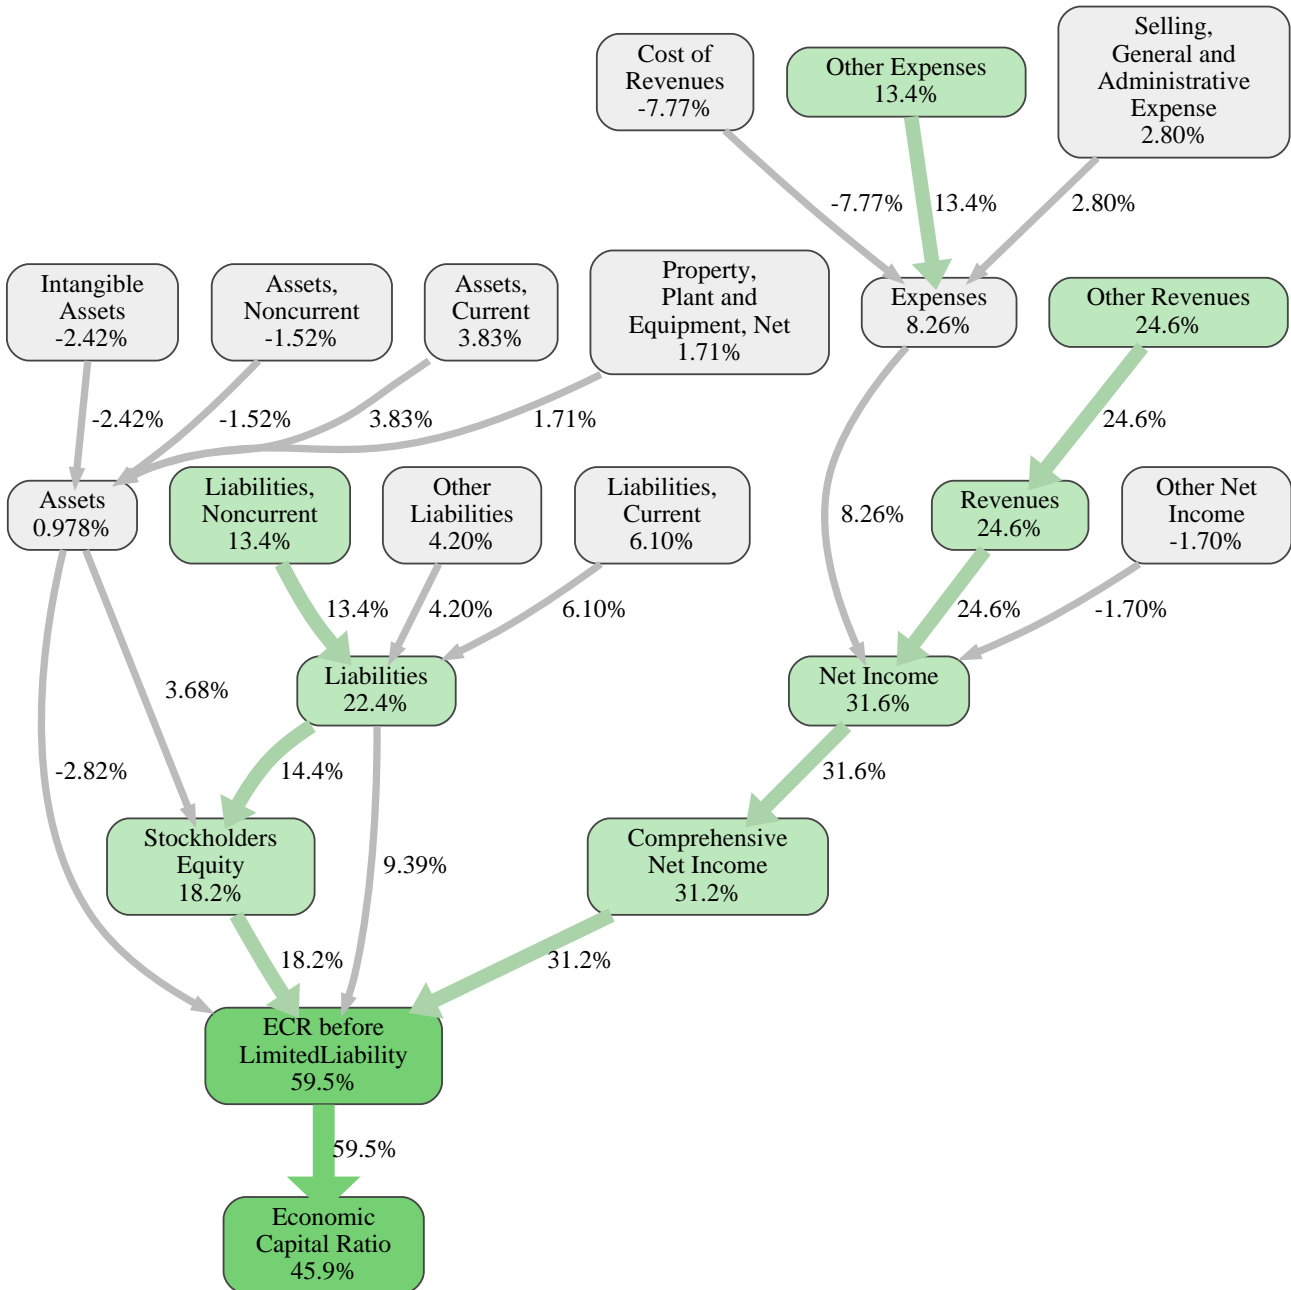 Cost of
Revenues
-7.77%
Other Expenses
13.4%
Selling,
General and
Administrative
Expense
2.80%
-7.77%
13.4%
2.80%
Intangible
Assets
-2.42%
Assets,
Noncurrent
-1.52%
Assets,
Current
3.83%
Property,
Plant and
Equipment, Net
1.71%
Expenses
8.26%
Other Revenues
24.6%
-2.42%
-1.52%
3.83%
1.71%
24.6%
Assets
0.978%
Liabilities,
Noncurrent
13.4%
Other
Liabilities
4.20%
Liabilities,
Current
6.10%
8.26%
Revenues
24.6%
Other Net
Income
-1.70%
13.4%
4.20%
6.10%
24.6%
-1.70%
3.68%
Liabilities
22.4%
Net Income
31.6%
-2.82%
14.4%
31.6%
Stockholders
Equity
18.2%
9.39%
Comprehensive
Net Income
31.2%
18.2%
31.2%
ECR before
LimitedLiability
59.5%
59.5%
Economic
Capital Ratio
45.9%